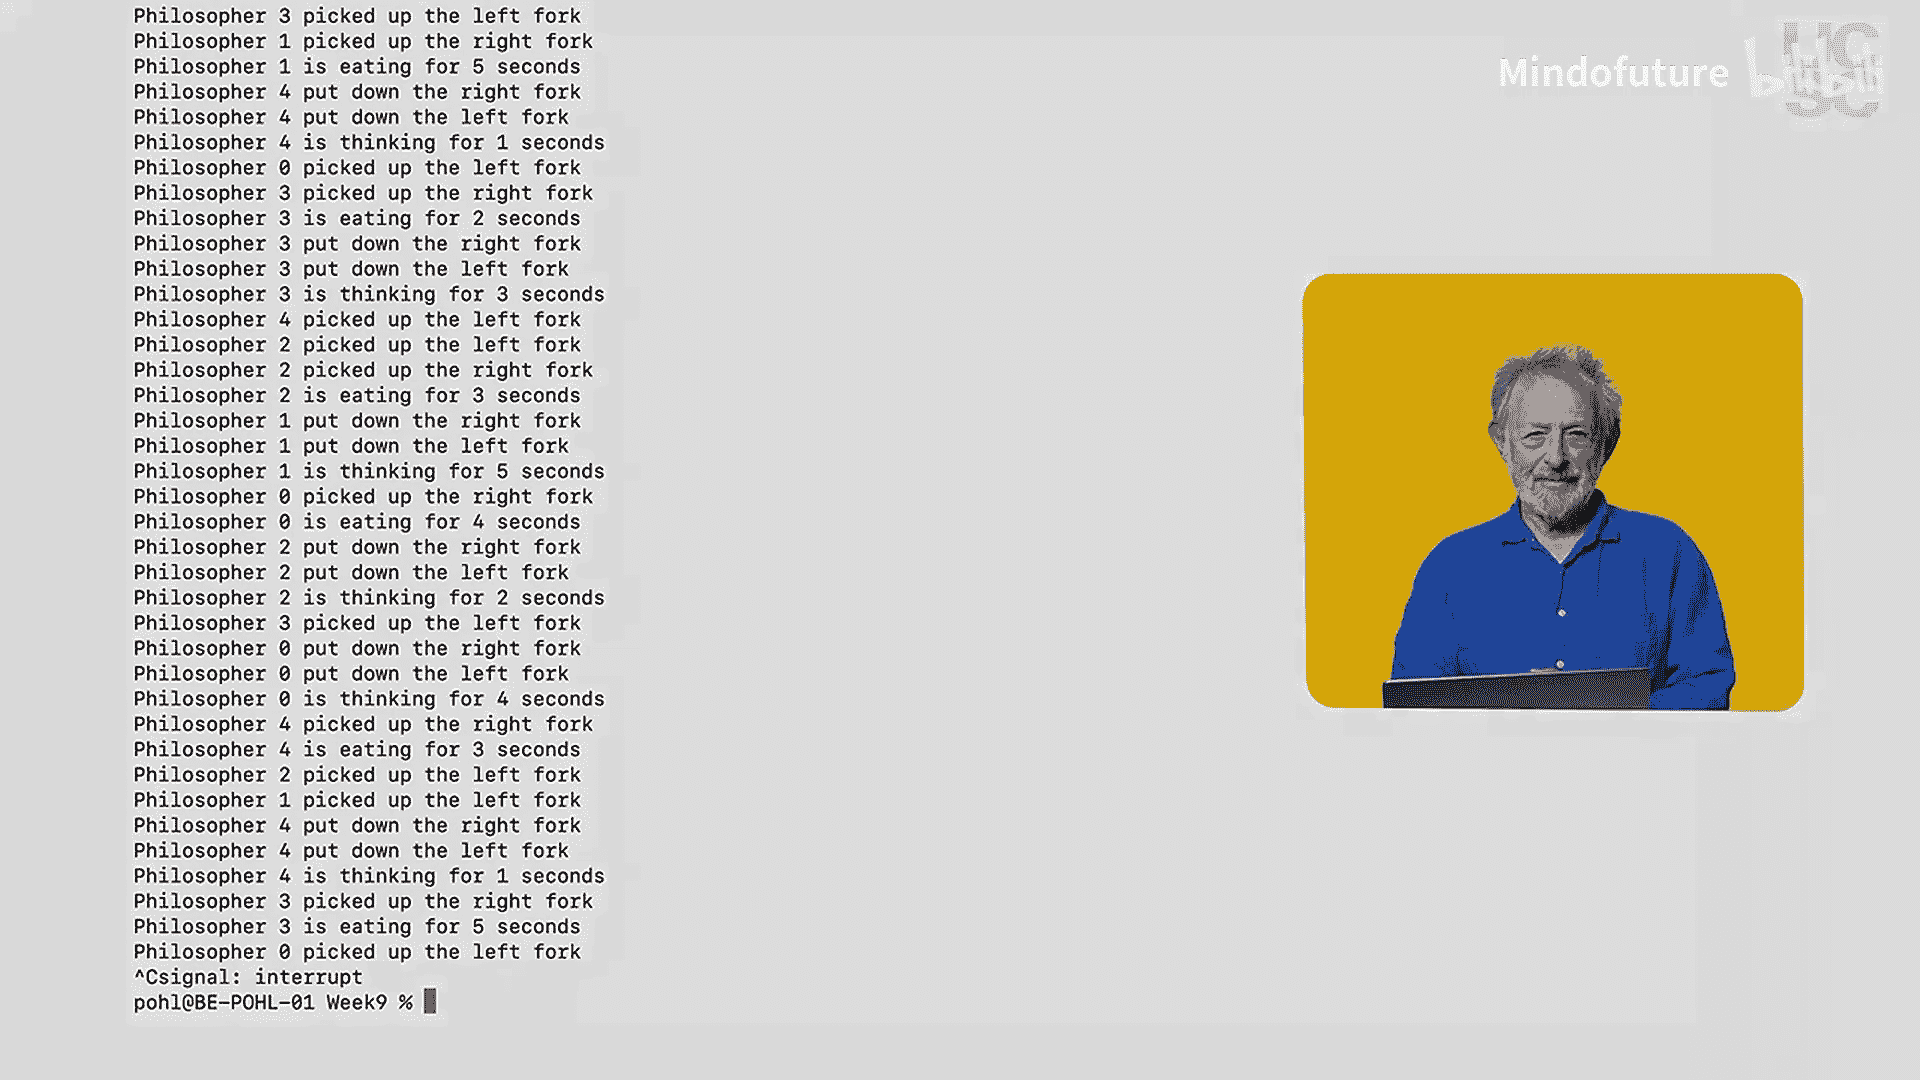 Philosopher 3 picked up the left fork
Philosopher 1 picked up the right fork
Philosopher 1 is eating for 5 seconds
Philosopher 4 put down the right fork
Philosopher 4 put down the left fork
Philosopher 4 is thinking for 1 seconds
Philosopher 0 picked up the left fork
Philosopher 3 picked up the right fork
Philosopher 3 is eating for 2 seconds
Philosopher 3 put down the right fork
Philosopher 3 put down the left fork
Philosopher 3 is thinking for 3 seconds
Philosopher 4 picked up the left fork
Philosopher 2 picked up the left fork
Philosopher 2 picked up the right fork
Philosopher 2 is eating for 3 seconds
Philosopher 1 put down the right fork
Philosopher 1 put down the left fork
Philosopher 1 is thinking for 5 seconds
Philosopher 0 picked up the right fork
Philosopher 0 is eating for 4 seconds
Philosopher 2 put down the right fork
Philosopher 2 put down the left fork
Philosopher 2 is thinking for 2 seconds
Philosopher 3 picked up the left fork
Philosopher 0 put down the right fork
Philosopher 0 put down the left fork
Philosopher 0 is thinking for 4 seconds
Philosopher 4 picked up the right fork
Philosopher 4 is eating for 3 seconds
Philosopher 2 picked up the left fork
Philosopher 1 picked up the left fork
Philosopher 4 put down the right fork
Philosopher 4 put down the left fork
Philosopher 4 is thinking for 1 seconds
Philosopher 3 picked up the right fork
Philosopher 3 is eating for 5 seconds
Philosopher 0 picked up the left fork
^Csignal: interrupt
pohl@BE-POHL-01 Week9 %
Mindofuture